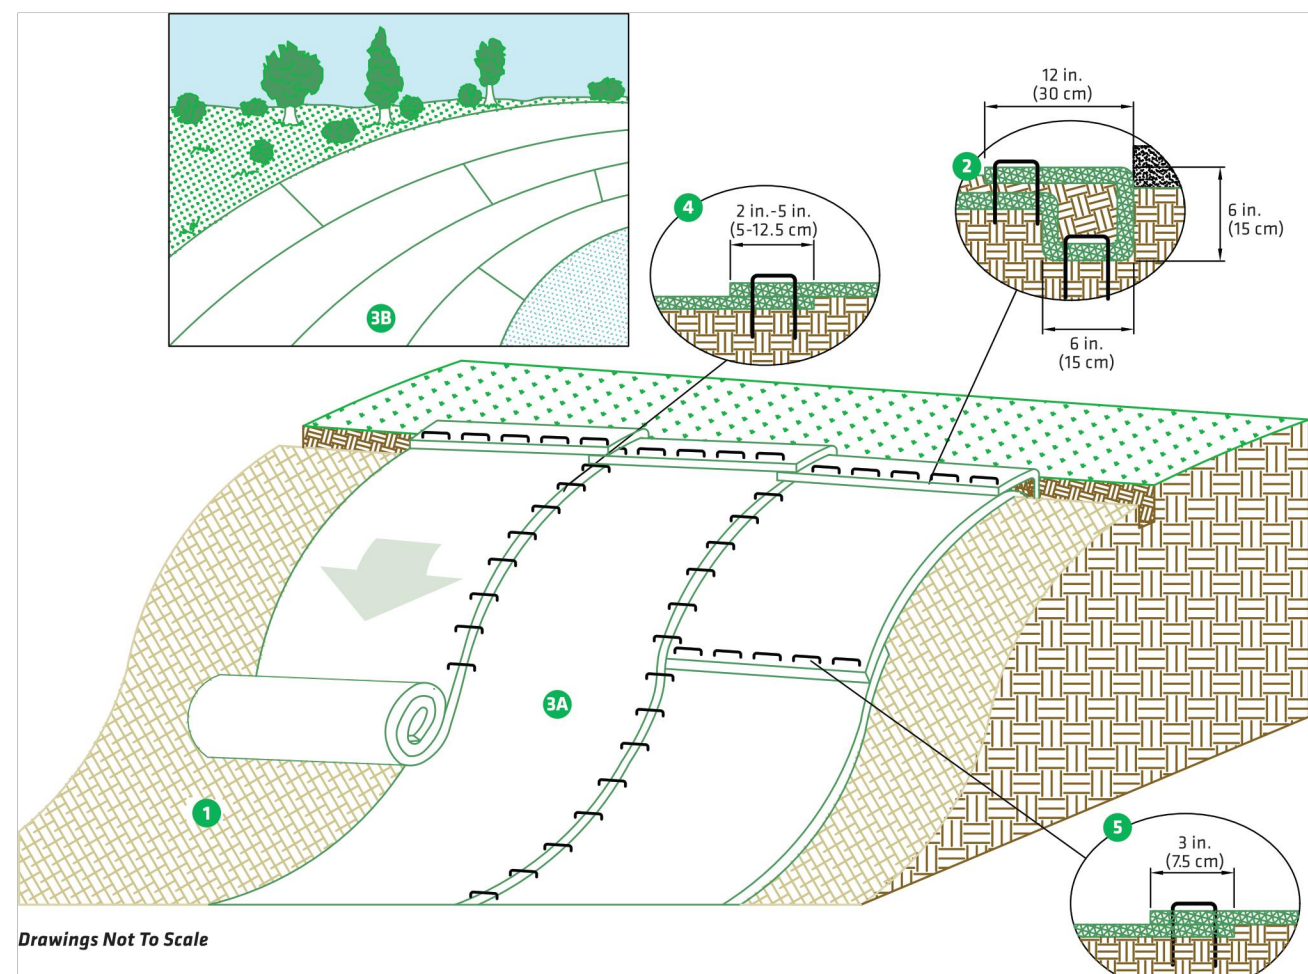 12 in.
(30 cm)
2
4
2 in.-5 in.
(5-12.5 cm)
6 in.
(15 cm)
3B
6 in.
(15 cm)
3A
1
5
3 in.
(7.5 cm)
Drawings Not To Scale